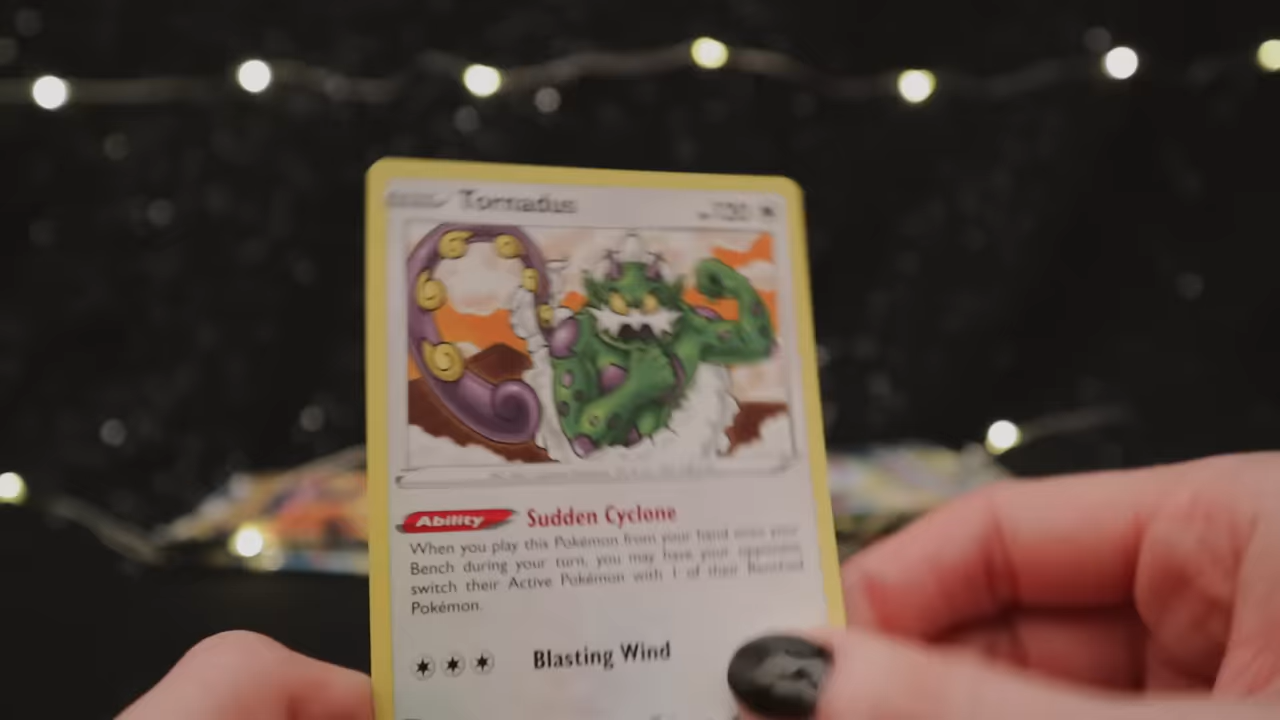 Tornadus
120
Ability Sudden Cyclone
When you play this Pokémon from your hand onto your
Bench during your turn, you may have your opponent
switch their Active Pokémon with 1 of their Benched
Pokémon.
Blasting Wind